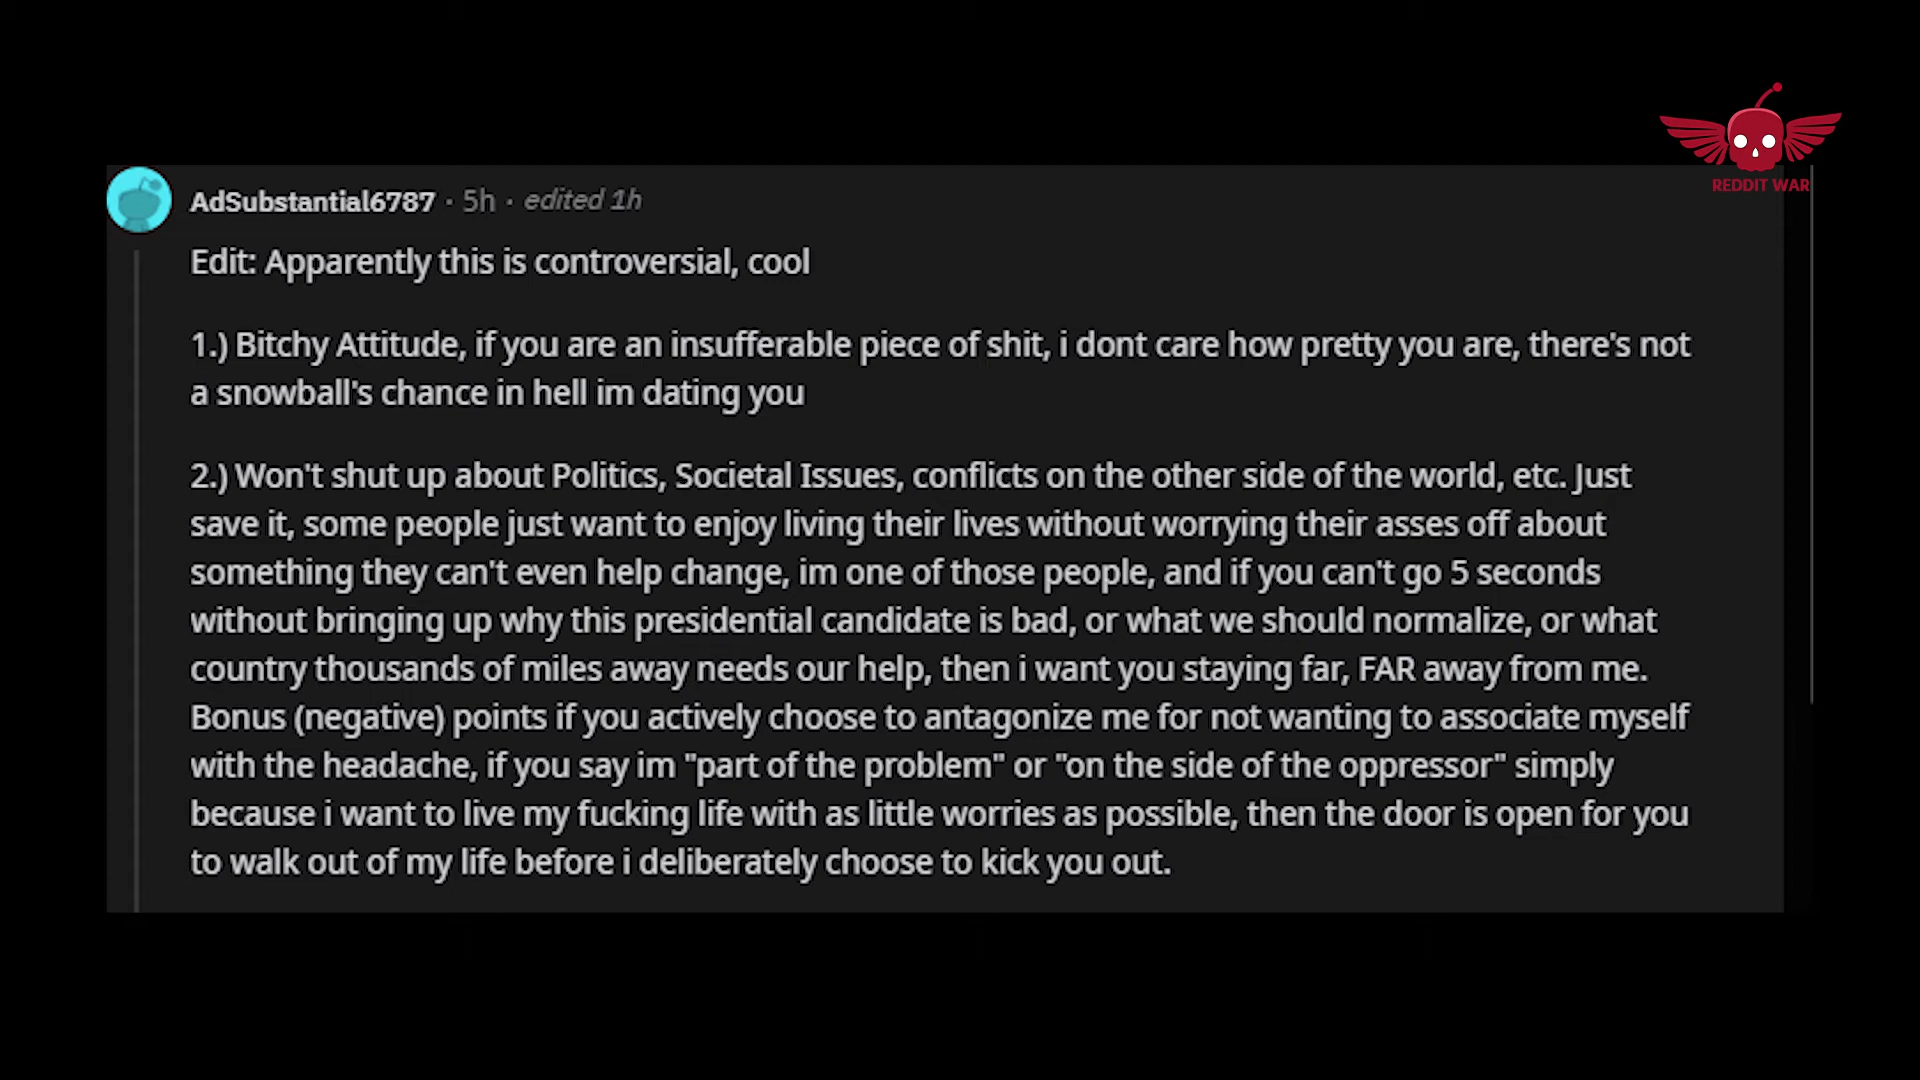 REDDIT WAR
AdSubstantial6787 · 5h · edited 1h
Edit: Apparently this is controversial, cool
1.) Bitchy Attitude, if you are an insufferable piece of shit, i dont care how pretty you are, there's not
a snowball's chance in hell im dating you
2.) Won't shut up about Politics, Societal Issues, conflicts on the other side of the world, etc. Just
save it, some people just want to enjoy living their lives without worrying their asses off about
something they can't even help change, im one of those people, and if you can't go 5 seconds
without bringing up why this presidential candidate is bad, or what we should normalize, or what
country thousands of miles away needs our help, then i want you staying far, FAR away from me.
Bonus (negative) points if you actively choose to antagonize me for not wanting to associate myself
with the headache, if you say im "part of the problem" or "on the side of the oppressor" simply
because i want to live my fucking life with as little worries as possible, then the door is open for you
to walk out of my life before i deliberately choose to kick you out.